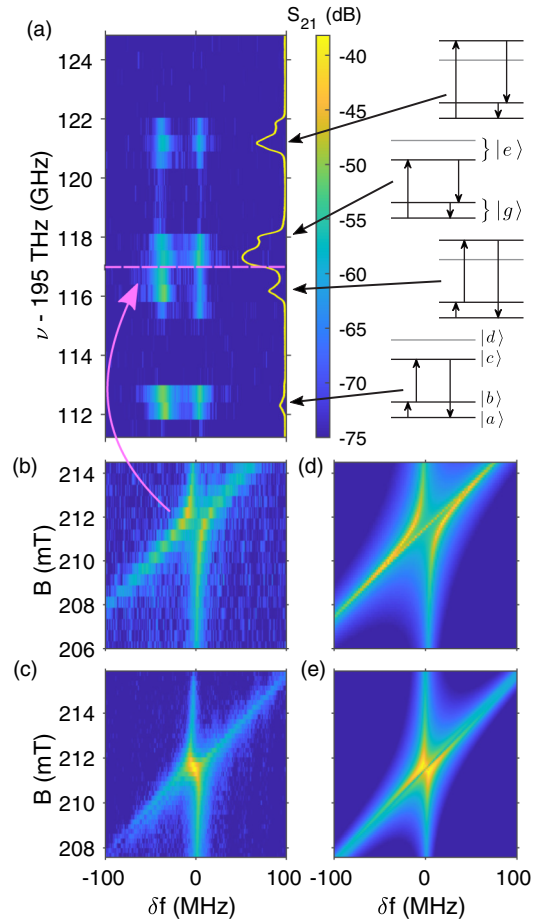 S₂₁ (dB)
(a)
124
122
120
118
116
114
112
ν - 195 THz (GHz)
-40
-45
-50
-55
-60
-65
-70
-75
} |e⟩
} |g⟩
|d⟩
|c⟩
|b⟩
|a⟩
(b)
214
212
210
208
206
B (mT)
(d)
(c)
214
212
210
208
B (mT)
(e)
-100 0 100
-100 0 100
δf (MHz)
δf (MHz)